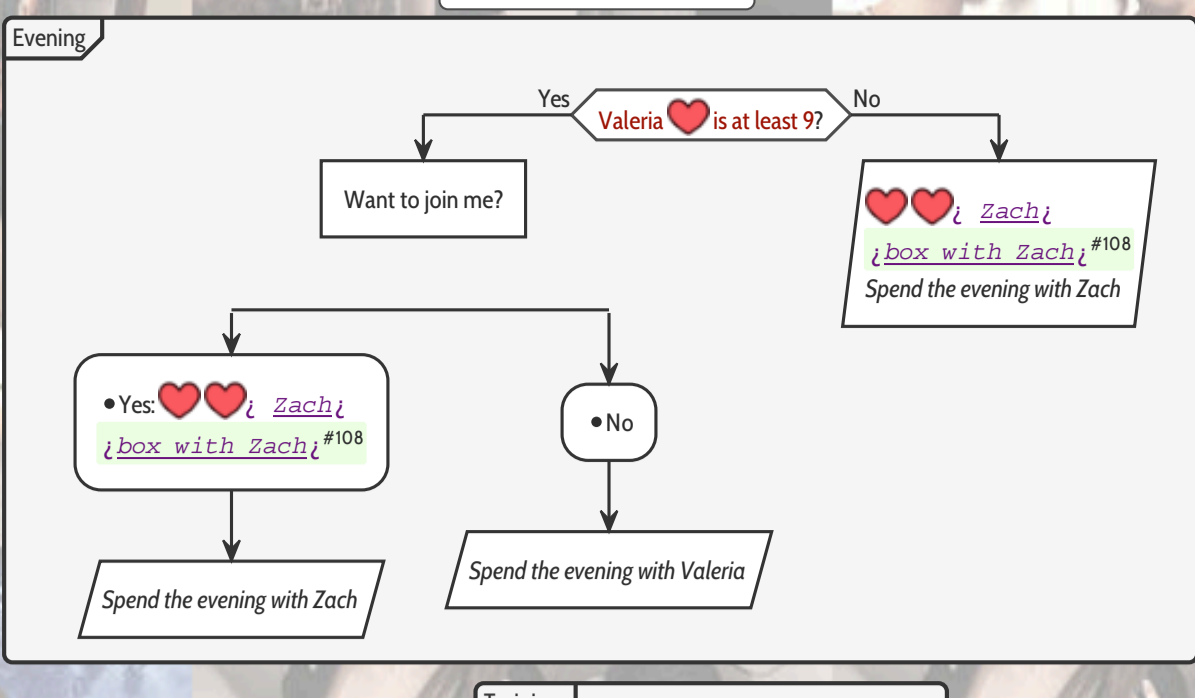 Evening
Yes
Valeria is at least 9?
No
Want to join me?
¿ Zach¿
¿box with Zach¿#108
Spend the evening with Zach
•Yes: ¿ Zach¿
¿box with Zach¿#108
•No
Spend the evening with Valeria
Spend the evening with Zach